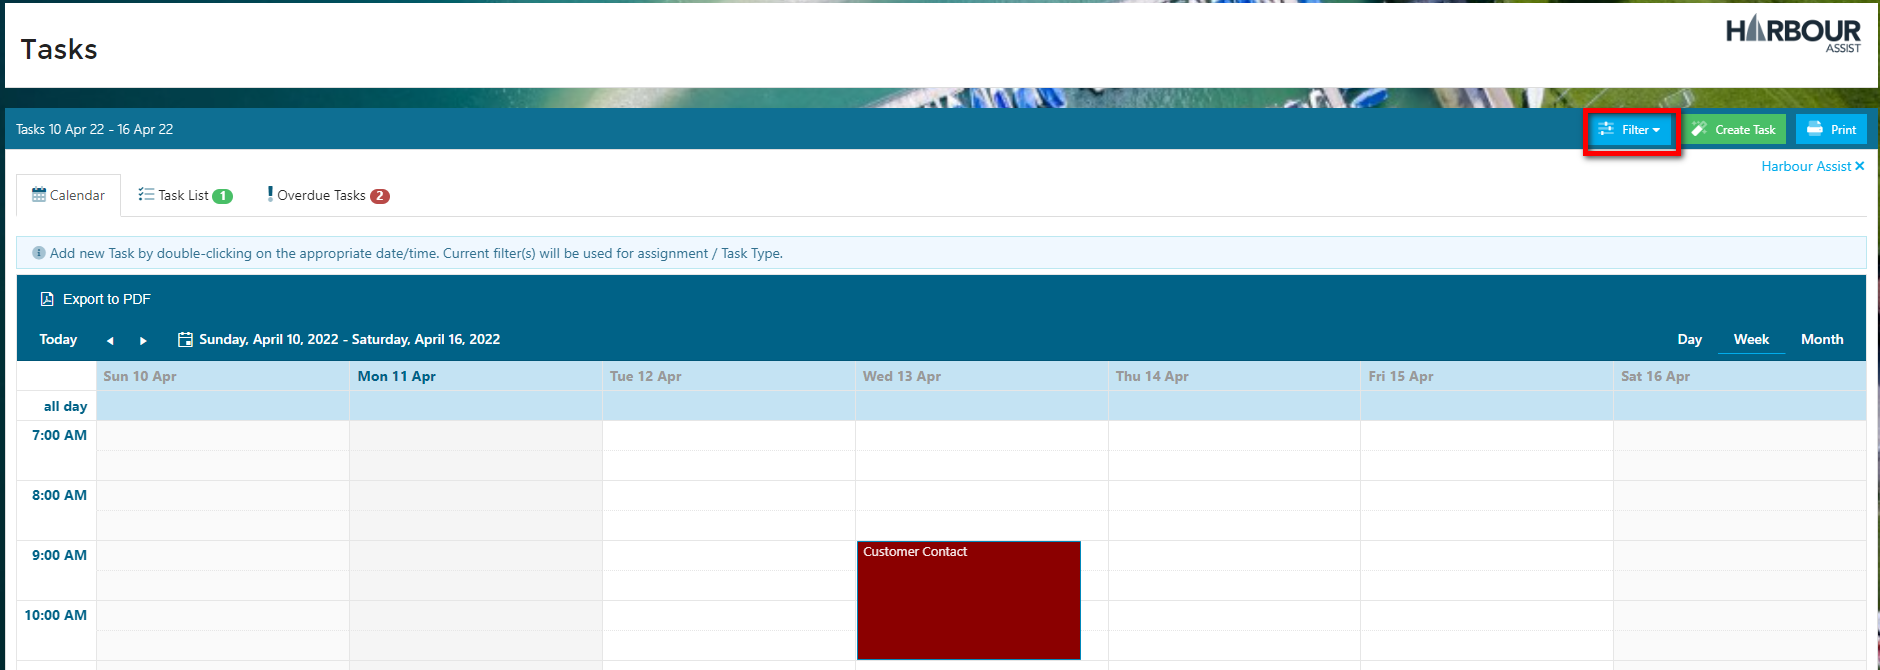 HARBOUR
ASSIST
Tasks
Tasks 10 Apr 22 - 16 Apr 22
Filter
Create Task
Print
Harbour Assist ✕
Calendar
Task List 1
Overdue Tasks 2
Add new Task by double-clicking on the appropriate date/time. Current filter(s) will be used for assignment / Task Type.
Export to PDF
Today
Sunday, April 10, 2022 - Saturday, April 16, 2022
Day Week Month
Sun 10 Apr Mon 11 Apr Tue 12 Apr Wed 13 Apr Thu 14 Apr Fri 15 Apr Sat 16 Apr
all day
7:00 AM
8:00 AM
9:00 AM
Customer Contact
10:00 AM